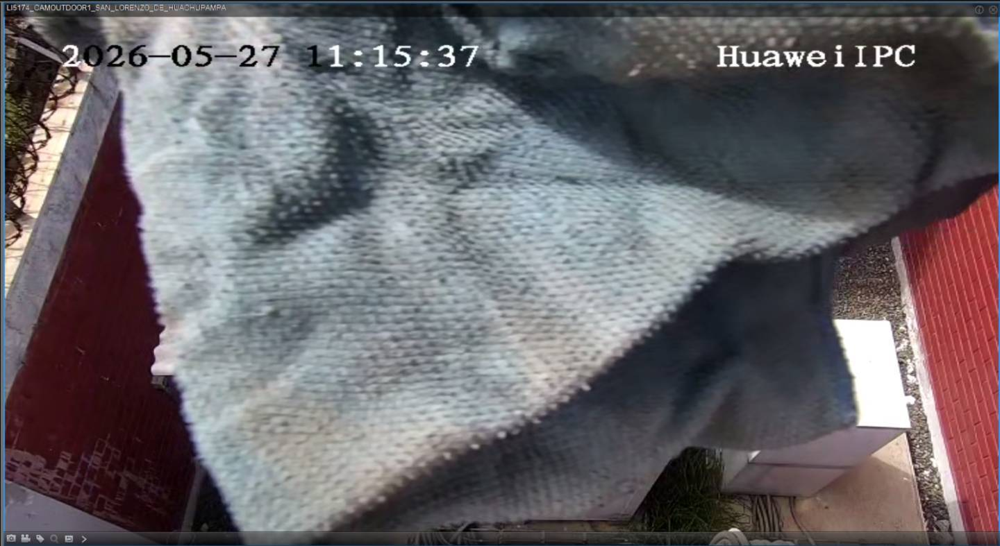 LI5174_CAMOUTDOOR1_SAN_LORENZO_DE_HUACHUPAMPA
2026-05-27 11:15:37
HuaweiIPC